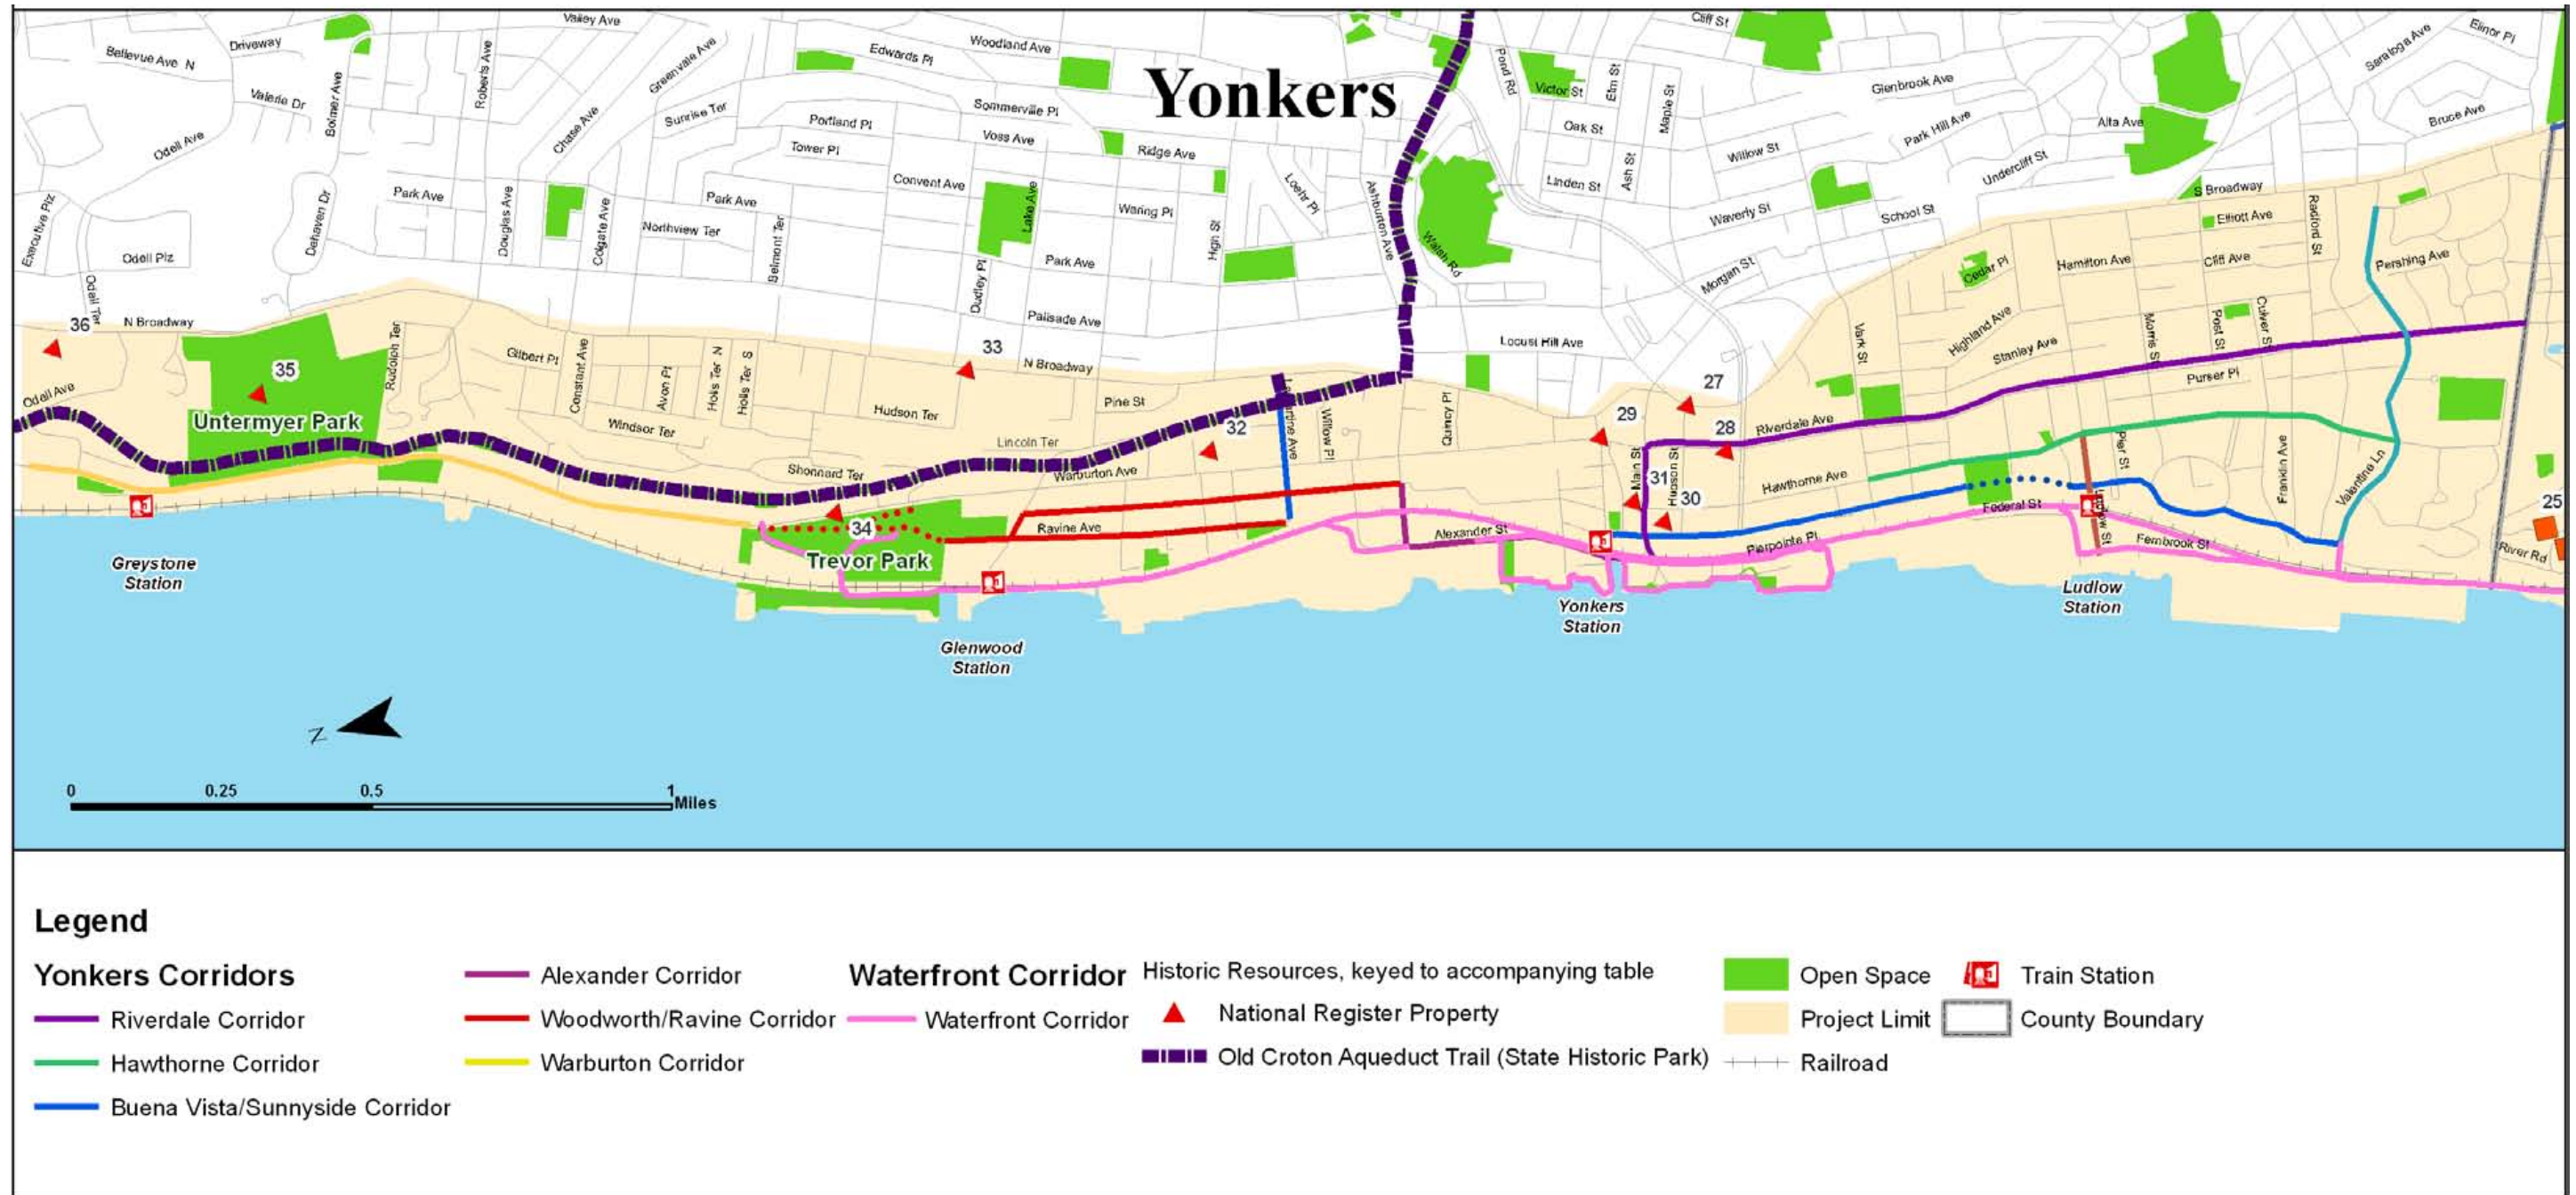 Yonkers
Valley Ave
Driveway
Bellevue Ave N
Bolmer Ave
Roberts Ave
Greenvale Ave
Edwards Pl
Woodland Ave
Pond Rd
Victor St
Elm St
Cliff St
Maple St
Glenbrook Ave
Saratoga Ave
Elinor Pl
Valerie Dr
Chase Ave
Sunrise Ter
Portland Pl
Sommerville Pl
Oak St
Park Hill Ave
Alta Ave
Bruce Ave
Odell Ave
Tower Pl
Voss Ave
Ridge Ave
Ash St
Willow St
Undercliff St
Executive Plz
Dehaven Dr
Park Ave
Douglas Ave
Colgate Ave
Park Ave
Convent Ave
Lake Ave
Waring Pl
Loehr Pl
Ashburton Ave
Linden St
Waverly St
School St
S Broadway
Elliott Ave
Radford St
Odell Plz
Northview Ter
Belmont Ter
High St
Walsh Rd
Park Ave
Morgan St
Cedar Pl
Hamilton Ave
Cliff Ave
Pershing Ave
Odell Ter
N Broadway
Rudolph Ter
Dudley Pl
Palisade Ave
Locust Hill Ave
Vark St
Highland Ave
Stanley Ave
Morris St
Post St
Culver St
36
35
33
N Broadway
27
Gilbert Pl
Constant Ave
Avon Pl
Holls Ter N
Holls Ter S
Purser Pl
Odell Ave
Untermyer Park
Windsor Ter
Hudson Ter
Pine St
32
Willow Pl
Quincy Pl
29
28
Riverdale Ave
Lincoln Ter
Shonnard Ter
Warburton Ave
Main St
31
Hudson St
30
Hawthorne Ave
Pier St
Franklin Ave
Valentine Ln
25
34
Ravine Ave
Trevor Park
Alexander St
Pierpointe Pl
Federal St
Ludlow St
Fernbrook St
River Rd
Greystone
Station
Glenwood
Station
Yonkers
Station
Ludlow
Station
N
0 0.25 0.5 1
Miles
Legend
Yonkers Corridors
Riverdale Corridor
Hawthorne Corridor
Buena Vista/Sunnyside Corridor
Alexander Corridor
Woodworth/Ravine Corridor
Warburton Corridor
Waterfront Corridor
Waterfront Corridor
Historic Resources, keyed to accompanying table
National Register Property
Old Croton Aqueduct Trail (State Historic Park)
Open Space
Project Limit
Railroad
Train Station
County Boundary